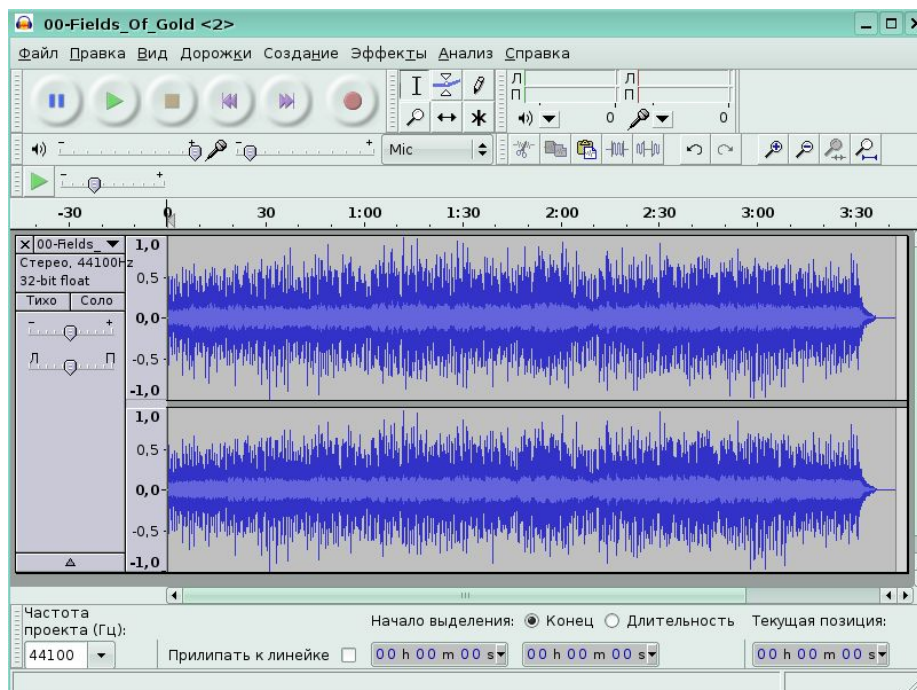 00-Fields_Of_Gold <2>
Файл Правка Вид Дорожки Создание Эффекты Анализ Справка
Л
П
0
Л
П
0
- + - + Mic
- +
-30 0 30 1:00 1:30 2:00 2:30 3:00 3:30
00-Fields_
Стерео, 44100Hz
32-bit float
Тихо Соло
- +
Л П
1,0
0,5
0,0
-0,5
-1,0
1,0
0,5
0,0
-0,5
-1,0
Частота
проекта (Гц):
44100
Начало выделения: Конец Длительность Текущая позиция:
Прилипать к линейке 00 h 00 m 00 s 00 h 00 m 00 s 00 h 00 m 00 s